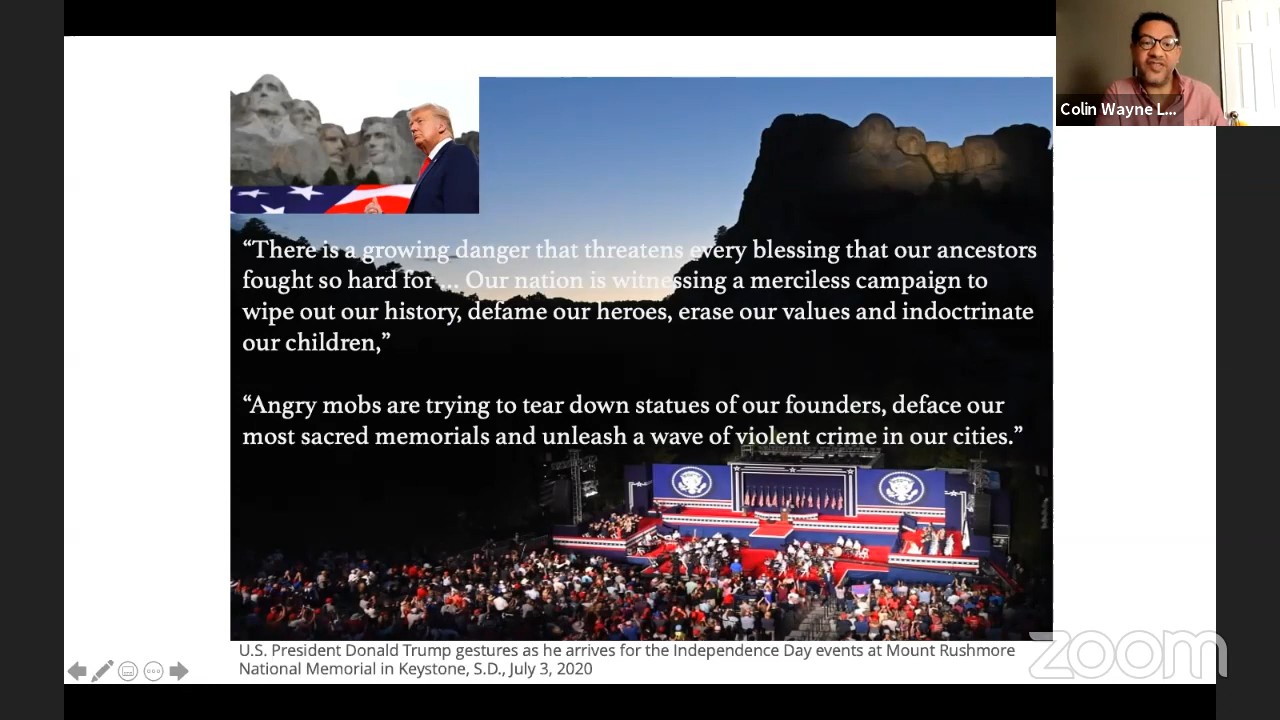 Colin Wayne L...
“There is a growing danger that threatens every blessing that our ancestors
fought so hard for ... Our nation is witnessing a merciless campaign to
wipe out our history, defame our heroes, erase our values and indoctrinate
our children,”
“Angry mobs are trying to tear down statues of our founders, deface our
most sacred memorials and unleash a wave of violent crime in our cities.”
U.S. President Donald Trump gestures as he arrives for the Independence Day events at Mount Rushmore
National Memorial in Keystone, S.D., July 3, 2020
zoom